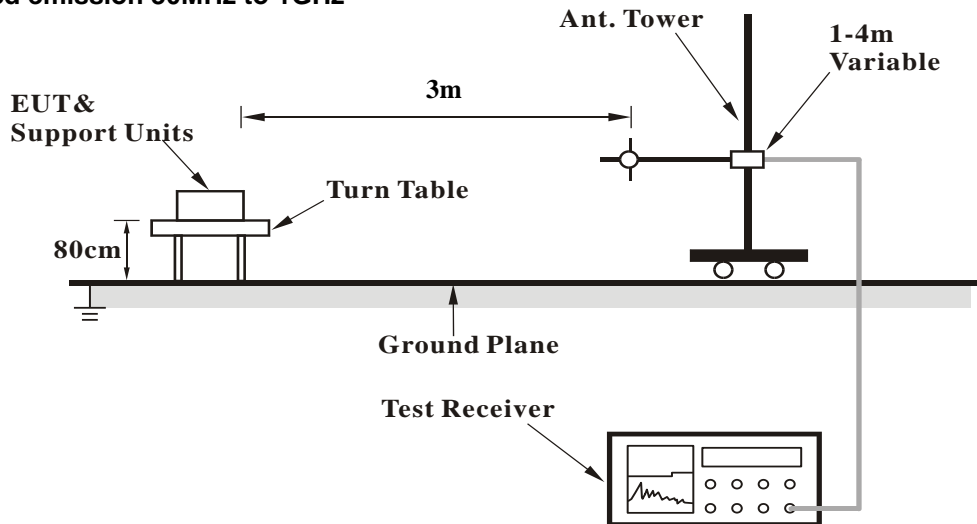 Ant. Tower
1-4m
Variable
3m
EUT&
Support Units
Turn Table
80cm
Ground Plane
Test Receiver